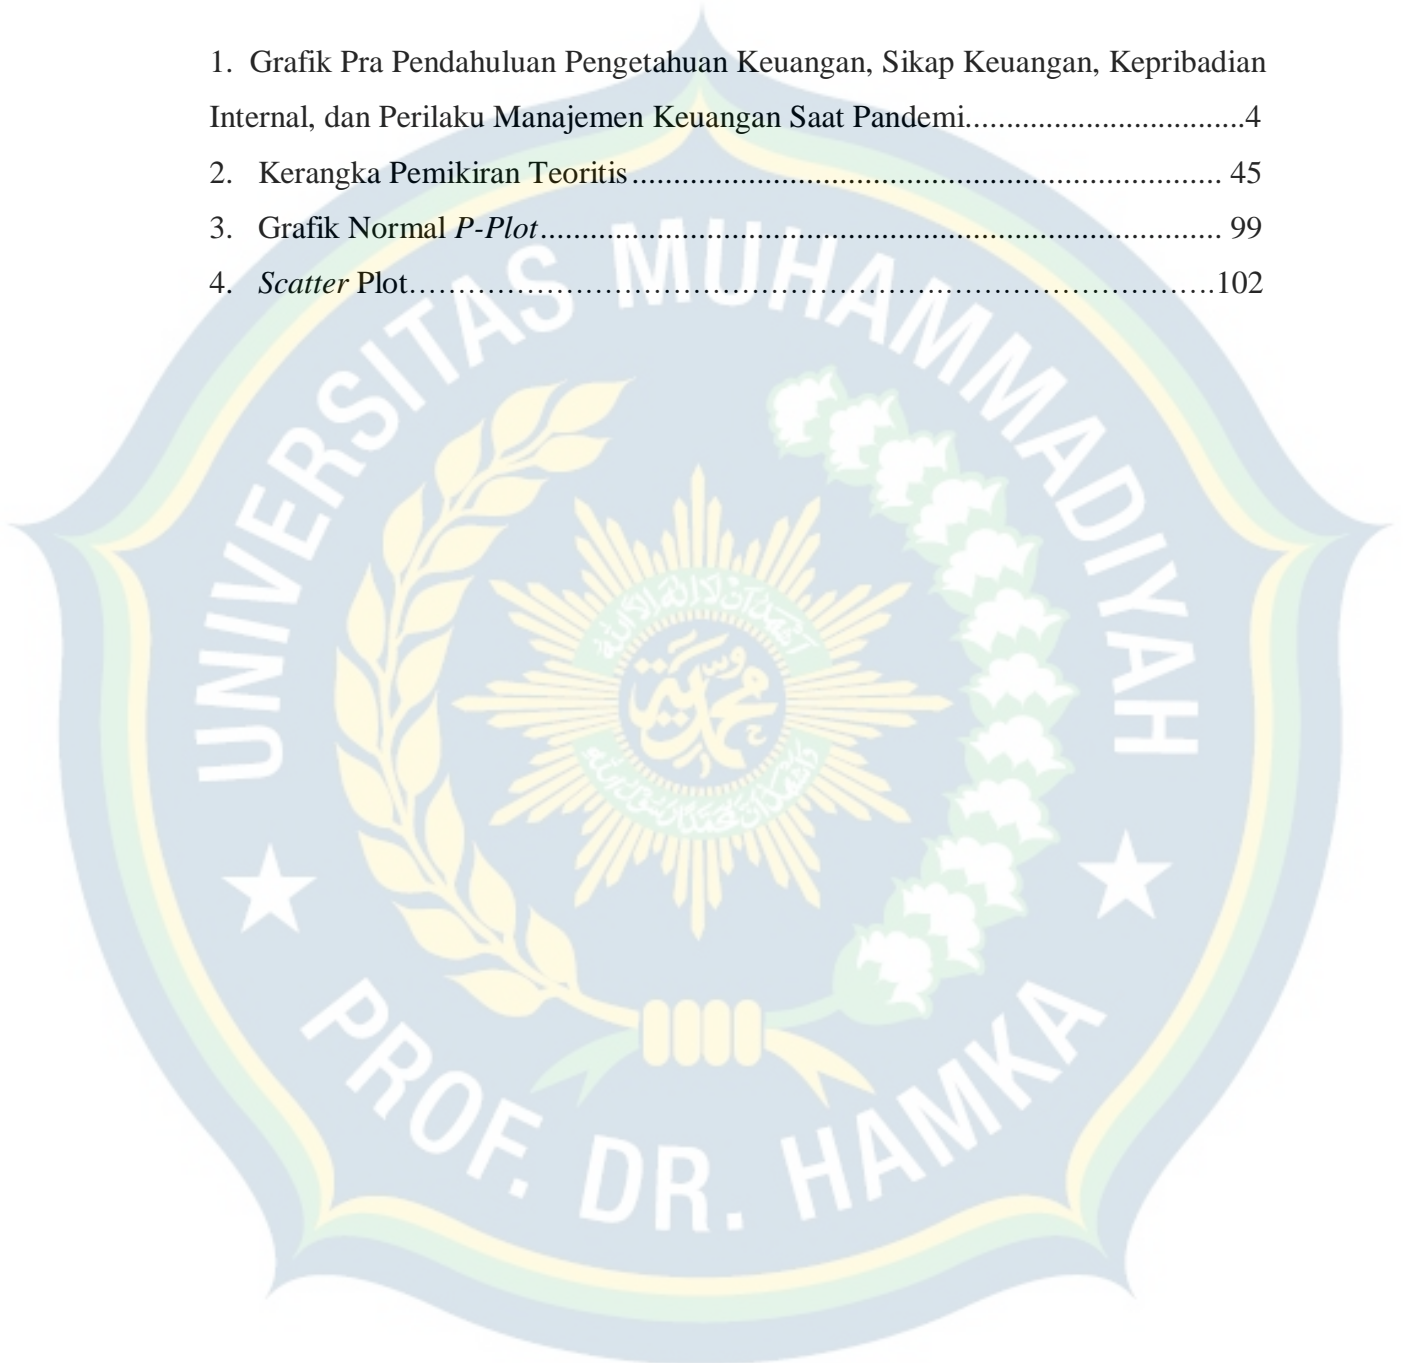 1. Grafik Pra Pendahuluan Pengetahuan Keuangan, Sikap Keuangan, Kepribadian
Internal, dan Perilaku Manajemen Keuangan Saat Pandemi..................................4
2. Kerangka Pemikiran Teoritis........................................................................ 45
3. Grafik Normal P-Plot................................................................................... 99
4. Scatter Plot………………………………………………………………………….102
UNIVERSITAS MUHAMMADIYAH
محمدية
PROF. DR. HAMKA